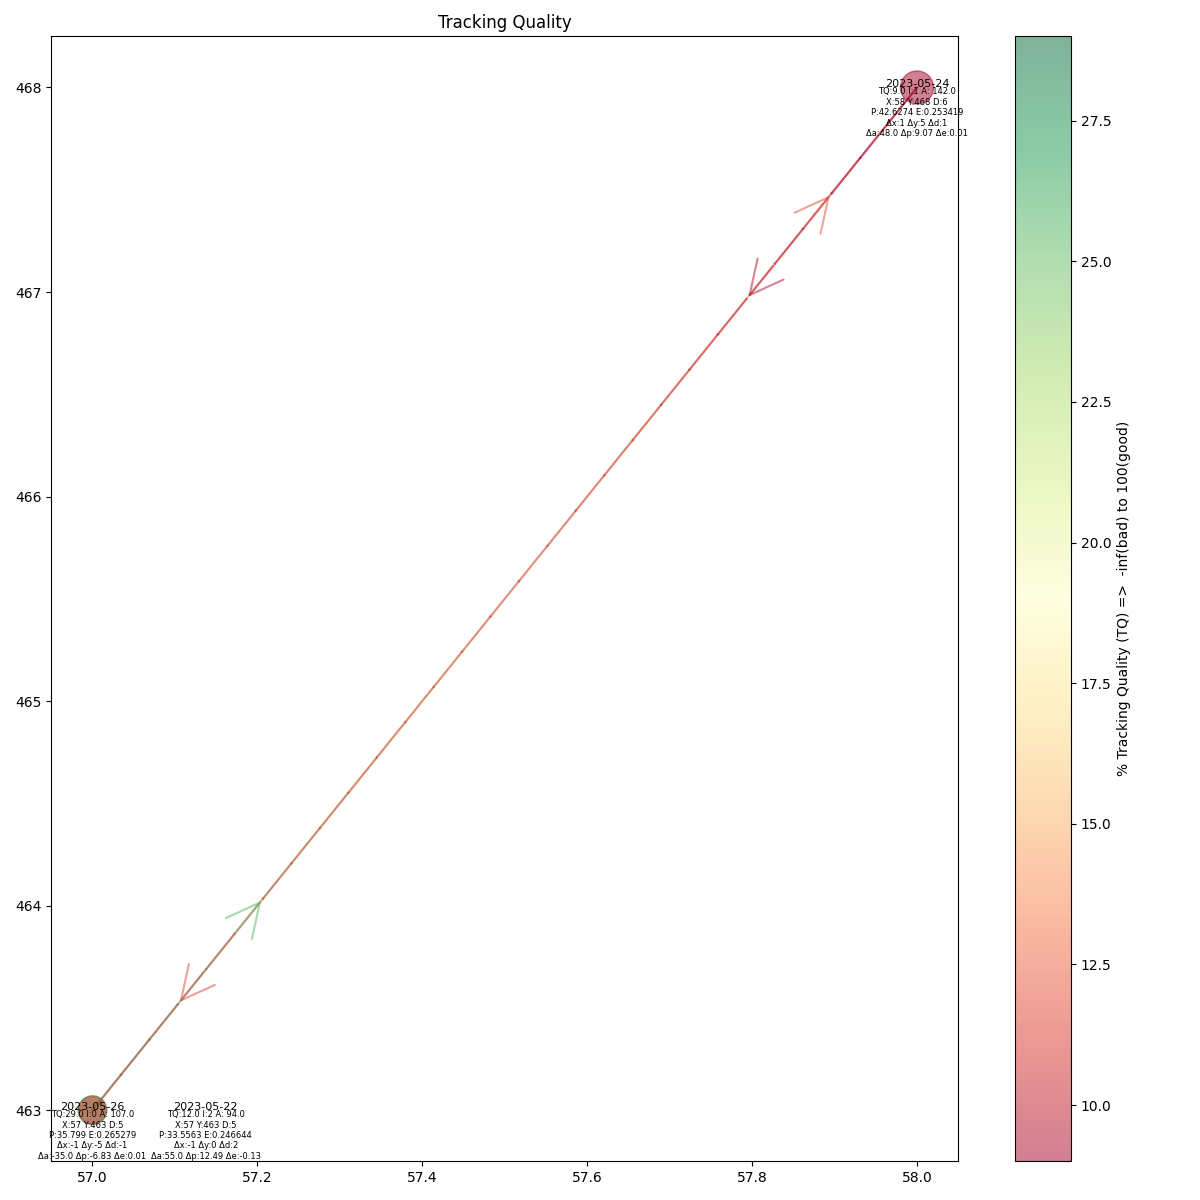 Tracking Quality
468
467
466
465
464
463
57.0
57.2
57.4
57.6
57.8
58.0
2023-05-24
TQ:9.0 I:1 A: 142.0
X:58 Y:468 D:6
P:42.6274 E:0.253419
Δx:1 Δy:5 Δd:1
Δa:48.0 Δp:9.07 Δe:0.01
2023-05-26
TQ:29.0 I:0 A: 107.0
X:57 Y:463 D:5
P:35.799 E:0.265279
Δx:-1 Δy:-5 Δd:-1
Δa:-35.0 Δp:-6.83 Δe:0.01
2023-05-22
TQ:12.0 I:2 A: 94.0
X:57 Y:463 D:5
P:33.5563 E:0.246644
Δx:-1 Δy:0 Δd:2
Δa:55.0 Δp:12.49 Δe:-0.13
27.5
25.0
22.5
20.0
17.5
15.0
12.5
10.0
% Tracking Quality (TQ) => -inf(bad) to 100(good)